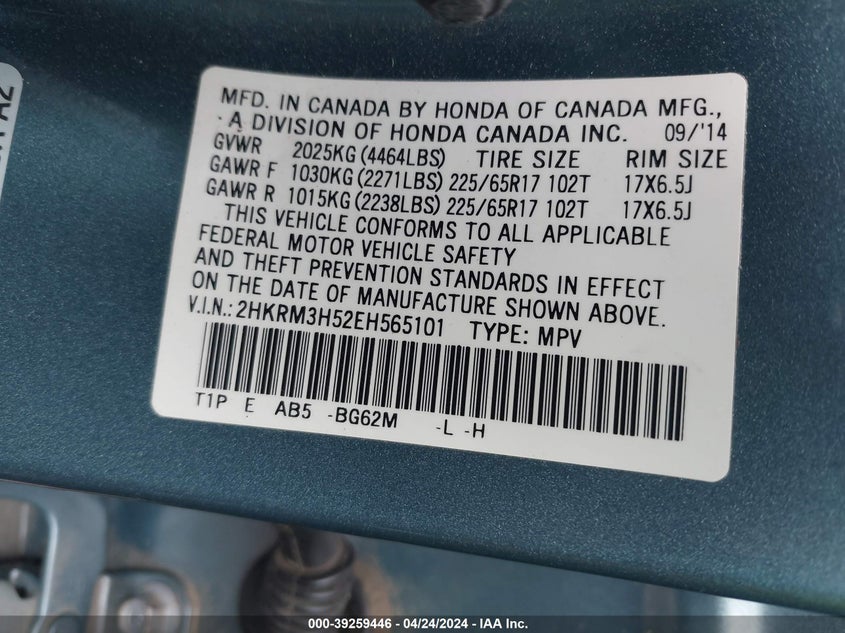 MFD. IN CANADA BY HONDA OF CANADA MFG.,
A DIVISION OF HONDA CANADA INC. 09/'14
GVWR 2025KG (4464LBS) TIRE SIZE RIM SIZE
GAWR F 1030KG (2271LBS) 225/65R17 102T 17X6.5J
GAWR R 1015KG (2238LBS) 225/65R17 102T 17X6.5J
THIS VEHICLE CONFORMS TO ALL APPLICABLE
FEDERAL MOTOR VEHICLE SAFETY
AND THEFT PREVENTION STANDARDS IN EFFECT
ON THE DATE OF MANUFACTURE SHOWN ABOVE.
V.I.N.: 2HKRM3H52EH565101 TYPE: MPV
T1P E AB5 -BG62M -L -H
000-39259446 - 04/24/2024 - IAA Inc.